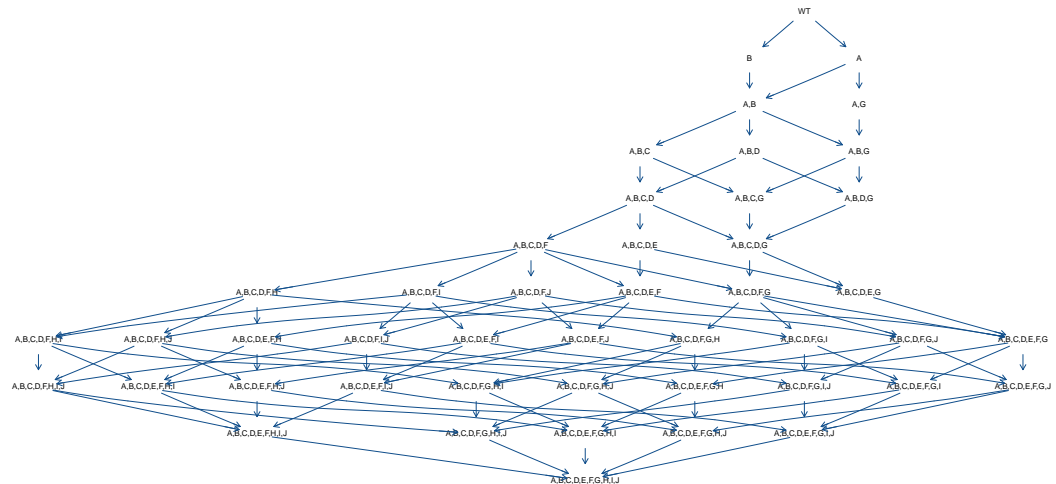 WT
B A
A,B A,G
A,B,C A,B,D A,B,G
A,B,C,D A,B,C,G A,B,D,G
A,B,C,D,F A,B,C,D,E A,B,C,D,G
A,B,C,D,F,H A,B,C,D,F,I A,B,C,D,F,J A,B,C,D,E,F A,B,C,D,F,G A,B,C,D,E,G
A,B,C,D,F,H,I A,B,C,D,F,H,J A,B,C,D,E,F,H A,B,C,D,F,I,J A,B,C,D,E,F,I A,B,C,D,E,F,J A,B,C,D,F,G,H A,B,C,D,F,G,I A,B,C,D,F,G,J A,B,C,D,E,F,G
A,B,C,D,F,H,I,J A,B,C,D,E,F,H,I A,B,C,D,E,F,H,J A,B,C,D,E,F,I,J A,B,C,D,F,G,H,I A,B,C,D,F,G,H,J A,B,C,D,E,F,G,H A,B,C,D,F,G,I,J A,B,C,D,E,F,G,I A,B,C,D,E,F,G,J
A,B,C,D,E,F,H,I,J A,B,C,D,F,G,H,I,J A,B,C,D,E,F,G,H,I A,B,C,D,E,F,G,H,J A,B,C,D,E,F,G,I,J
A,B,C,D,E,F,G,H,I,J